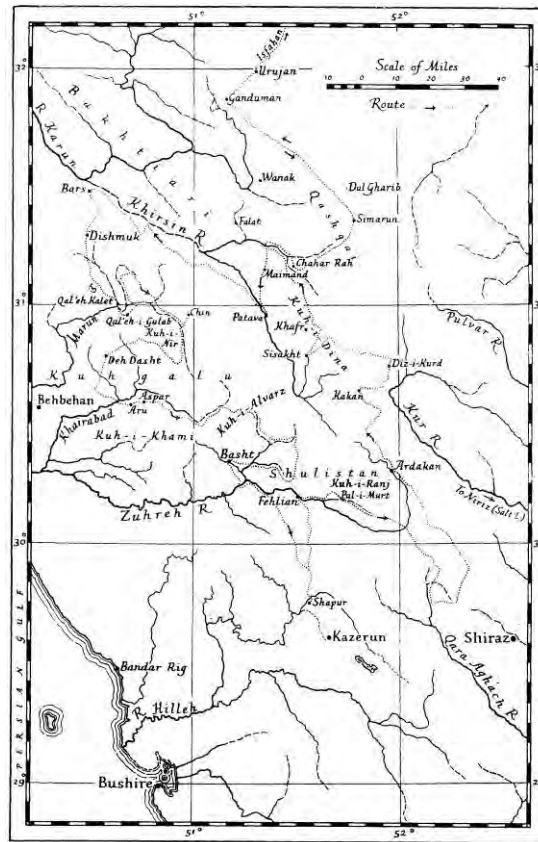 51°
52°
32°
Isfahan
Urujan
Ganduman
Scale of Miles
10 0 10 20 30 40
Route
Bakhtiari
R. Karun
Wanak
Qashqa
Dul Gharib
Simarun
Bars
Khirsin R
Falat
Dishmuk
Chahar Rah
Maimand
31°
Qal'eh Kalet
Marun
Qal'eh-i Gulab
Kuh-i-Nir
Chin
Patava
Khafr
Kuh-i-Dina
Pulvar R
Deh Dasht
Sisakht
Diz-i-Kurd
Kuhgalu
Kakan
Behbehan
Aspar
Aru
Khairabad
Kuh-i-Alvarz
Kur R
Kuh-i-Khami
Basht
Shulistan
Ardakan
Kuh-i-Ranj
Pul-i-Murt
To Niriz (Salt L)
Fehlian
Zuhreh R
30°
Shapur
Kazerun
Shiraz
Qara Aghach R
Bandar Rig
PERSIAN GULF
R Hilleh
29°
Bushire
51°
52°